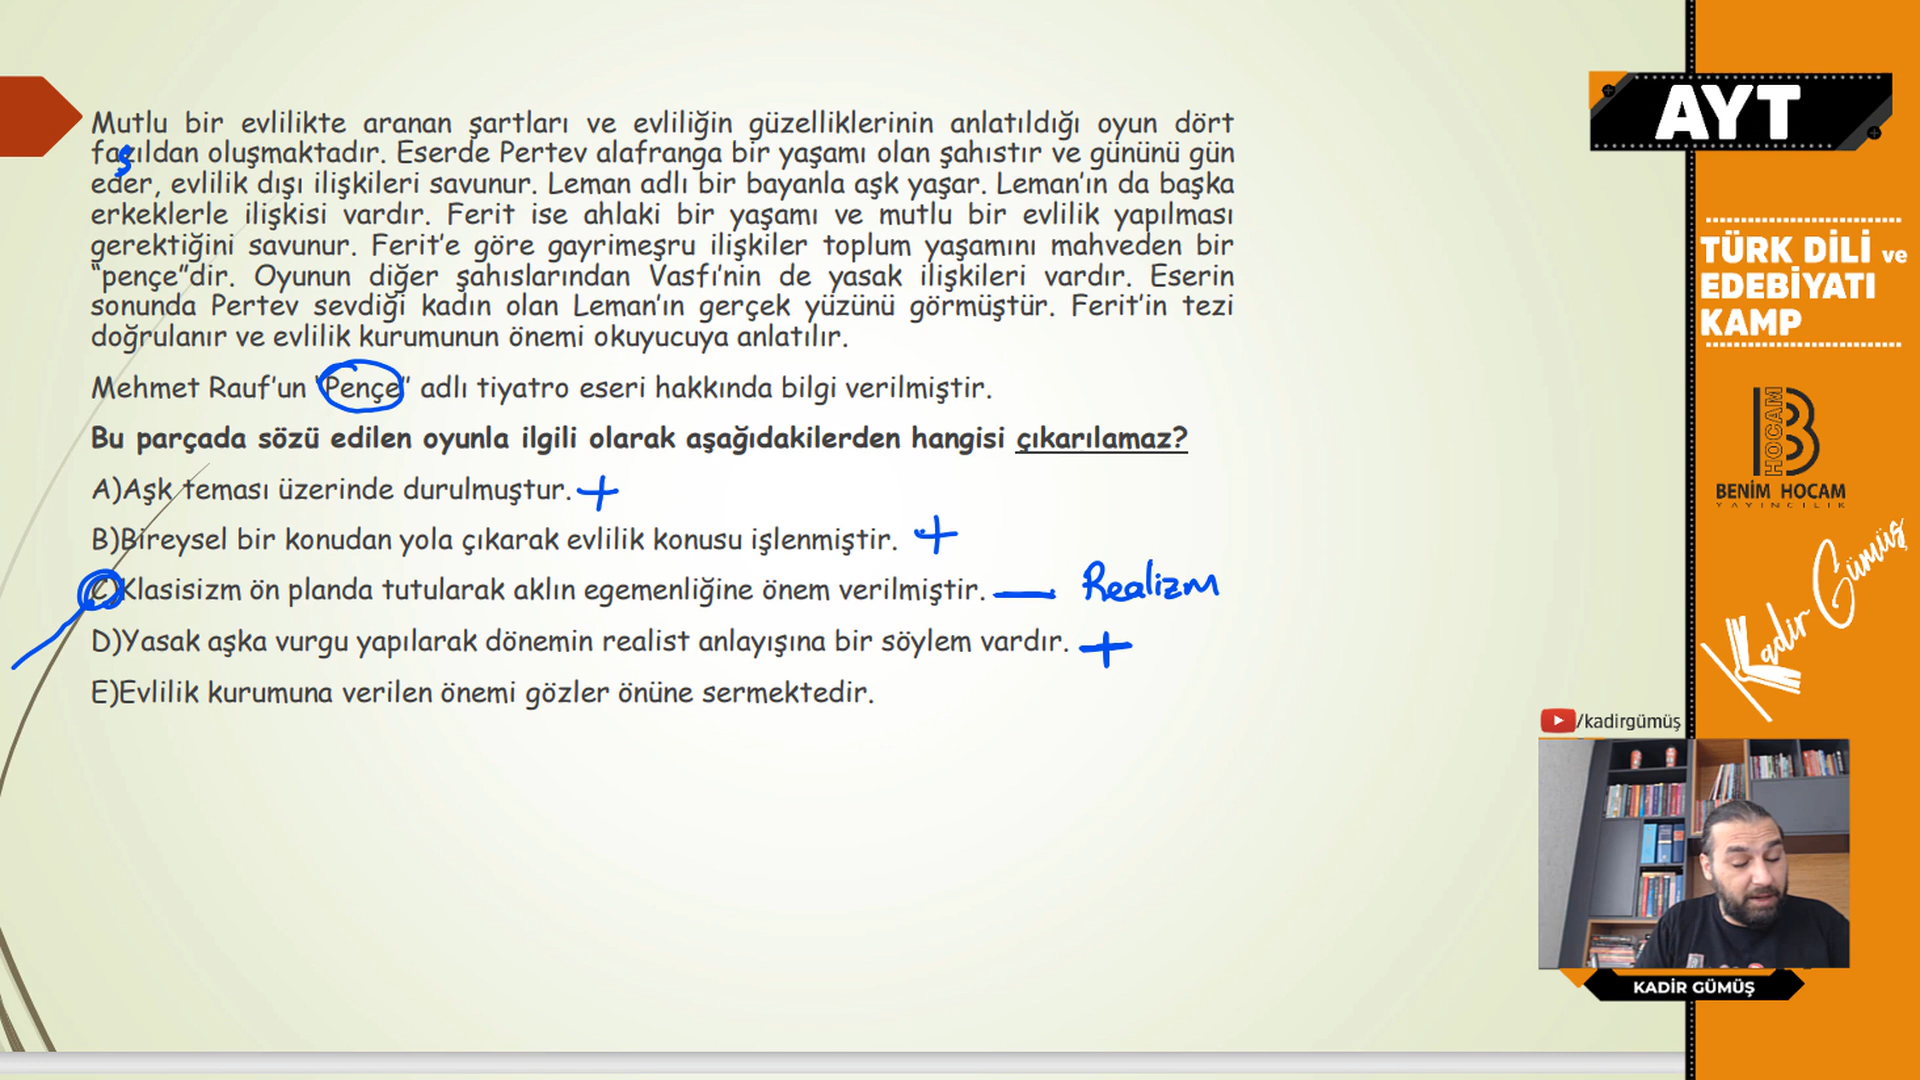 Mutlu bir evlilikte aranan şartları ve evliliğin güzelliklerinin anlatıldığı oyun dört
fazıldan oluşmaktadır. Eserde Pertev alafranga bir yaşamı olan şahıstır ve gününü gün
ş
eder, evlilik dışı ilişkileri savunur. Leman adlı bir bayanla aşk yaşar. Leman’ın da başka
erkeklerle ilişkisi vardır. Ferit ise ahlaki bir yaşamı ve mutlu bir evlilik yapılması
gerektiğini savunur. Ferit’e göre gayrimeşru ilişkiler toplum yaşamını mahveden bir
“pençe”dir. Oyunun diğer şahıslarından Vasfı’nin de yasak ilişkileri vardır. Eserin
sonunda Pertev sevdiği kadın olan Leman’ın gerçek yüzünü görmüştür. Ferit’in tezi
doğrulanır ve evlilik kurumunun önemi okuyucuya anlatılır.
Mehmet Rauf’un “Pençe” adlı tiyatro eseri hakkında bilgi verilmiştir.
Bu parçada sözü edilen oyunla ilgili olarak aşağıdakilerden hangisi çıkarılamaz?
A)Aşk teması üzerinde durulmuştur. +
B)Bireysel bir konudan yola çıkarak evlilik konusu işlenmiştir. +
C)Klasisizm ön planda tutularak aklın egemenliğine önem verilmiştir. — Realizm
D)Yasak aşka vurgu yapılarak dönemin realist anlayışına bir söylem vardır. +
E)Evlilik kurumuna verilen önemi gözler önüne sermektedir.
AYT
TÜRK DİLİ ve
EDEBİYATI
KAMP
B HOCAM
BENİM HOCAM
YAYINCILIK
Kadir Gümüş
/kadirgümüş
KADİR GÜMÜŞ